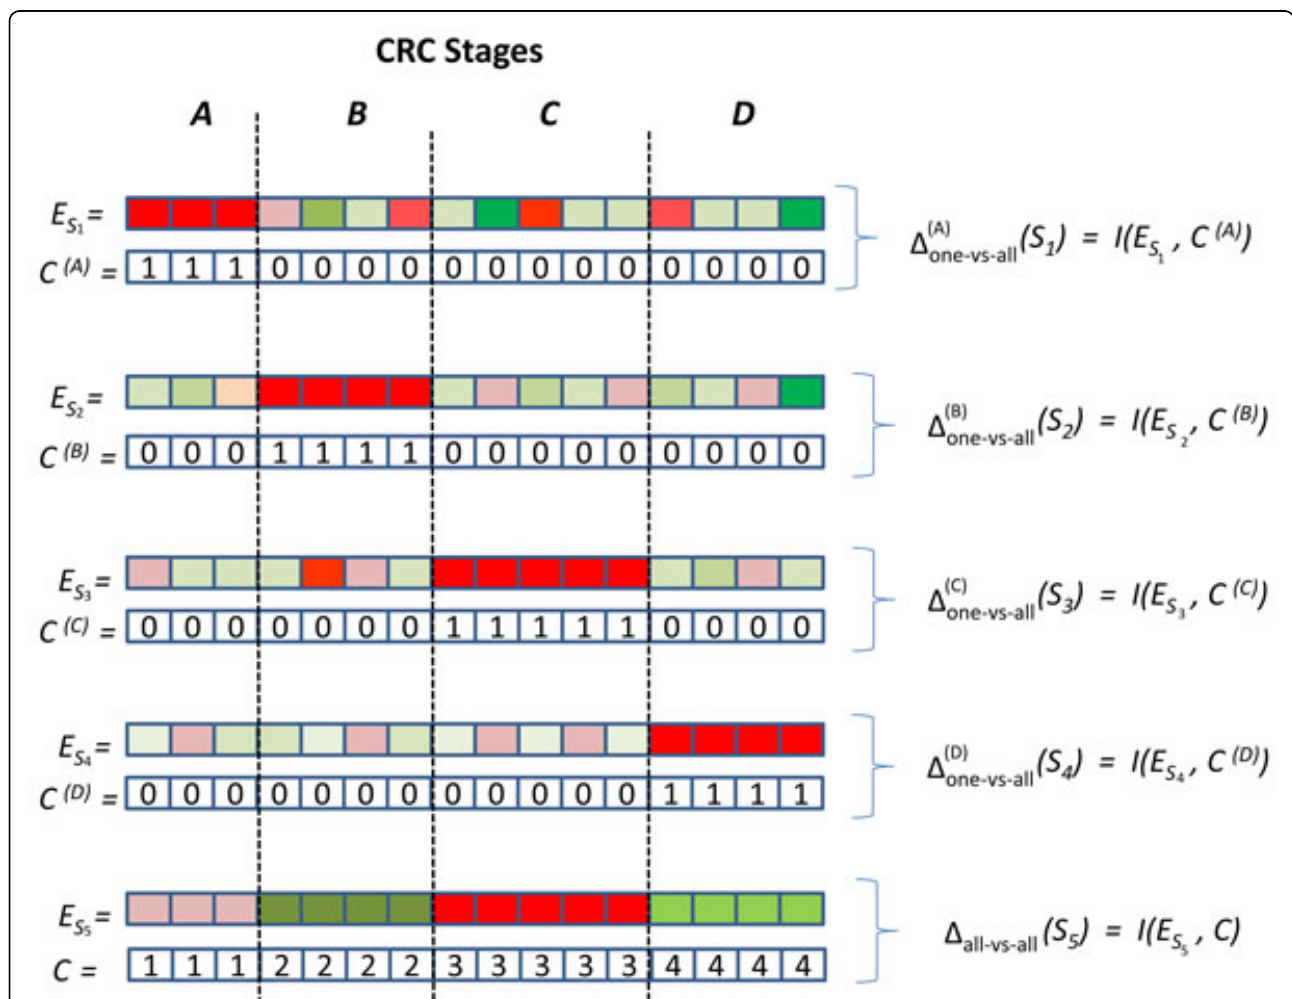 CRC Stages
A B C D
E_S₁ =
C ⁽ᴬ⁾ = 1 1 1 0 0 0 0 0 0 0 0 0 0 0 0 0
Δ^(A)_one-vs-all (S₁) = I(E_S₁ , C ^(A))
E_S₂ =
C ^(B) = 0 0 0 1 1 1 1 0 0 0 0 0 0 0 0 0
Δ^(B)_one-vs-all (S₂) = I(E_S₂ , C ^(B))
E_S₃ =
C ^(C) = 0 0 0 0 0 0 0 1 1 1 1 1 0 0 0 0
Δ^(C)_one-vs-all (S₃) = I(E_S₃ , C ^(C))
E_S₄ =
C ^(D) = 0 0 0 0 0 0 0 0 0 0 0 0 1 1 1 1
Δ^(D)_one-vs-all (S₄) = I(E_S₄ , C ^(D))
E_S₅ =
C = 1 1 1 2 2 2 2 3 3 3 3 3 4 4 4 4
Δ_all-vs-all (S₅) = I(E_S₅ , C)